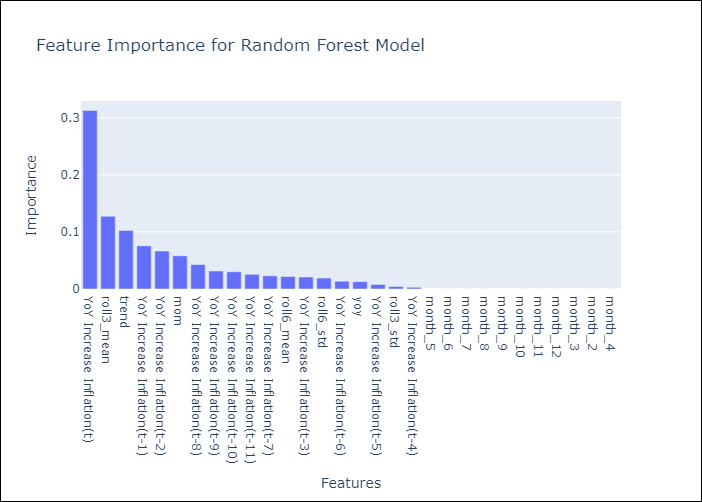 Feature Importance for Random Forest Model
Importance
0.3
0.2
0.1
0
YoY Increase Inflation(t)
roll3_mean
trend
YoY Increase Inflation(t-1)
YoY Increase Inflation(t-2)
mom
YoY Increase Inflation(t-8)
YoY Increase Inflation(t-9)
YoY Increase Inflation(t-10)
YoY Increase Inflation(t-11)
YoY Increase Inflation(t-7)
roll6_mean
YoY Increase Inflation(t-3)
roll6_std
YoY Increase Inflation(t-6)
yoy
YoY Increase Inflation(t-5)
roll3_std
YoY Increase Inflation(t-4)
month_5
month_6
month_7
month_8
month_9
month_10
month_11
month_12
month_3
month_2
month_4
Features